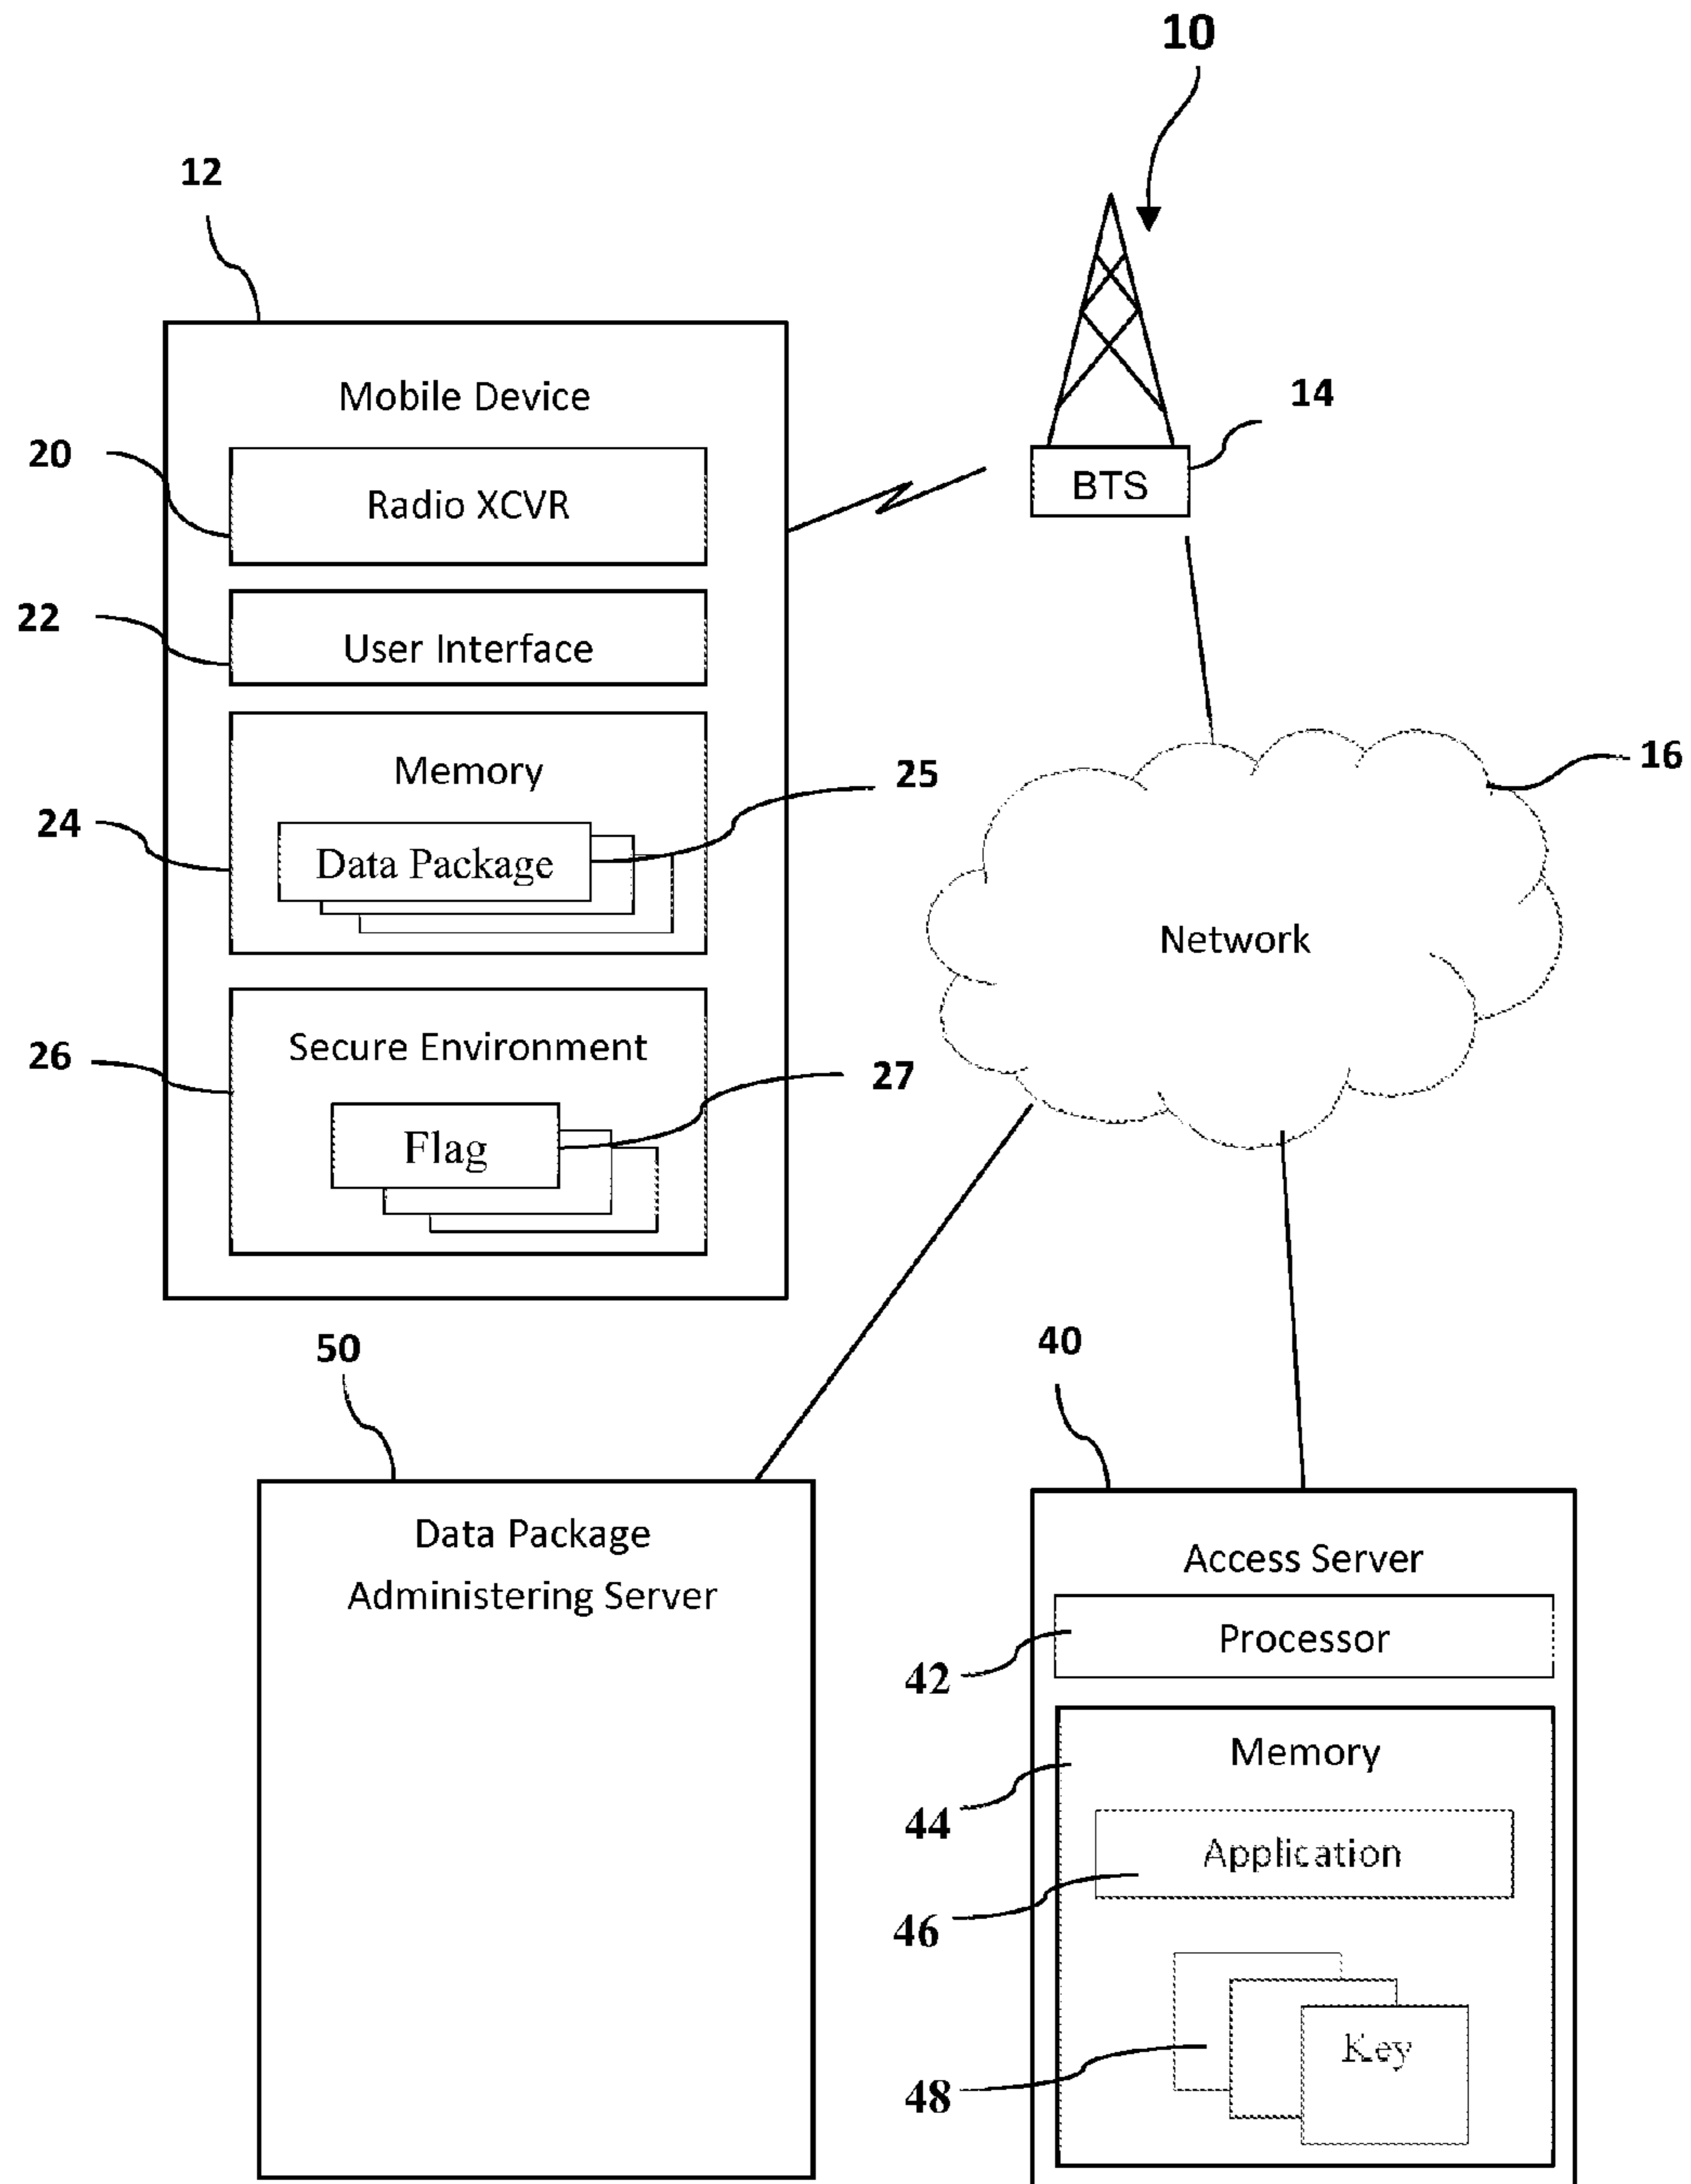 10
12
Mobile Device
14
20
Radio XCVR
BTS
22
User Interface
16
Memory
25
24
Data Package
Network
Secure Environment
26
27
Flag
50
40
Data Package
Administering Server
Access Server
Processor
42
Memory
44
Application
46
Key
48